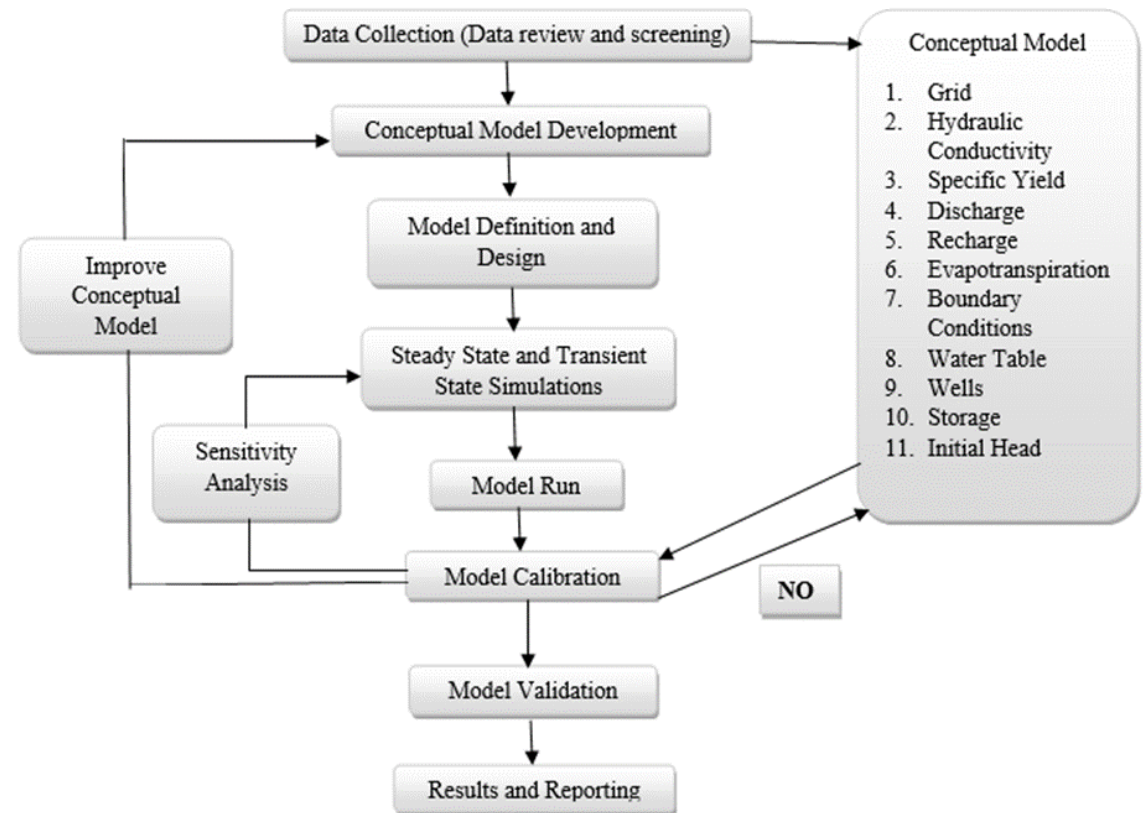 Data Collection (Data review and screening)
Conceptual Model Development
Model Definition and
Design
Improve
Conceptual
Model
Steady State and Transient
State Simulations
Sensitivity
Analysis
Model Run
Model Calibration
NO
Model Validation
Results and Reporting
Conceptual Model
1. Grid
2. Hydraulic
Conductivity
3. Specific Yield
4. Discharge
5. Recharge
6. Evapotranspiration
7. Boundary
Conditions
8. Water Table
9. Wells
10. Storage
11. Initial Head